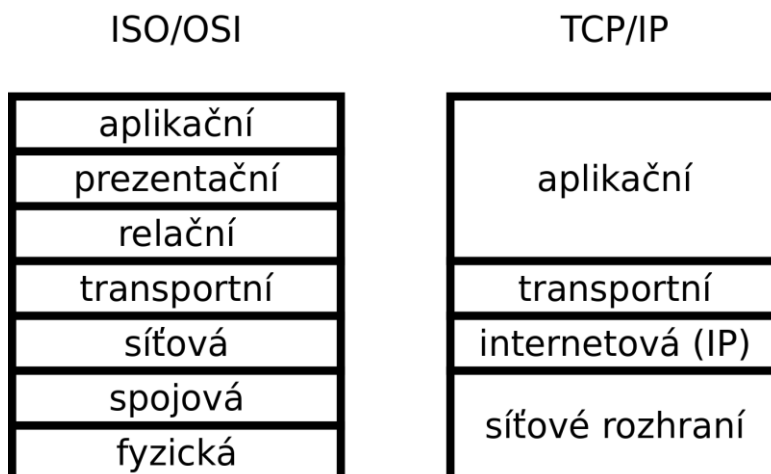 ISO/OSI
aplikační
prezentační
relační
transportní
síťová
spojová
fyzická
TCP/IP
aplikační
transportní
internetová (IP)
síťové rozhraní